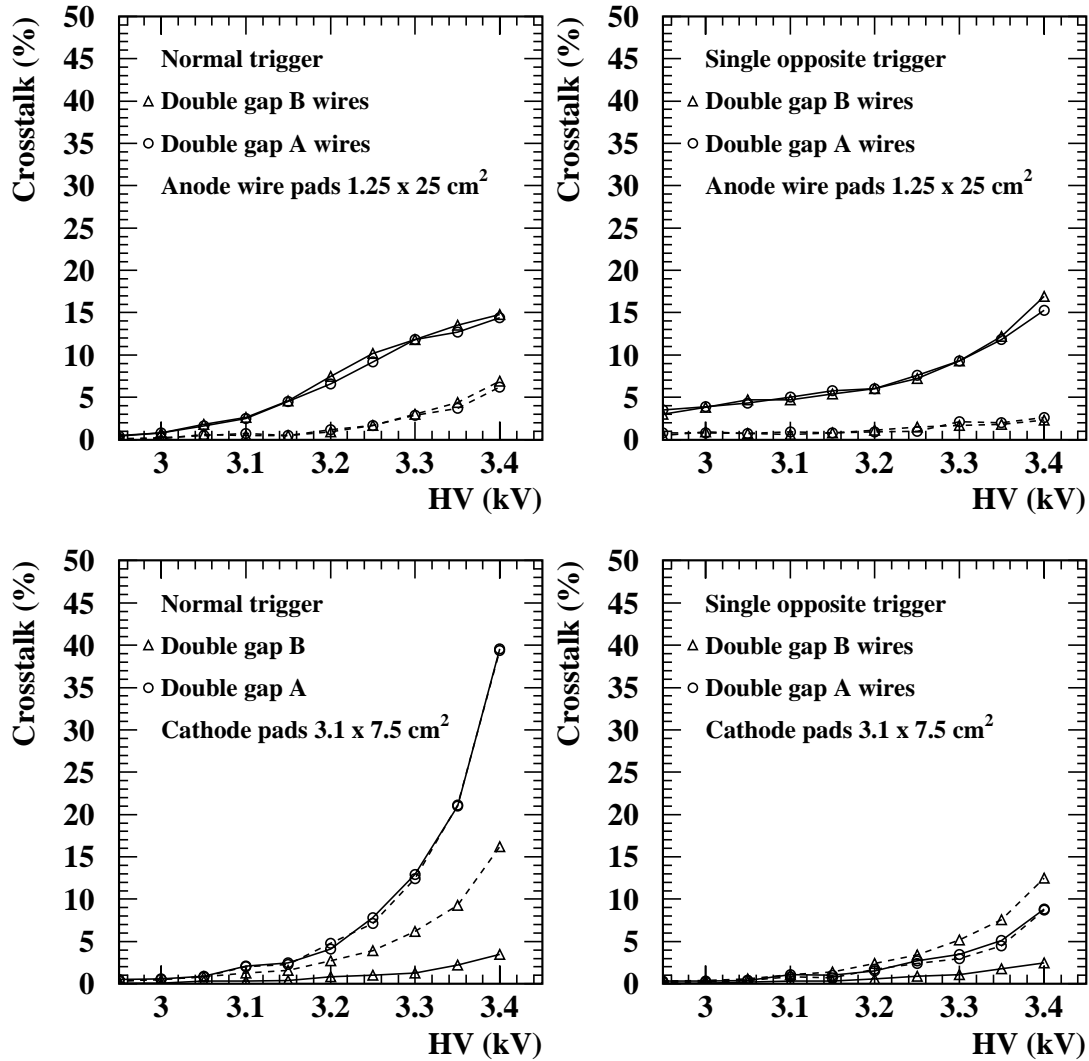 Crosstalk (%)
50
45
40
35
30
25
20
15
10
5
0
Normal trigger
Double gap B wires
Double gap A wires
Anode wire pads 1.25 x 25 cm²
3 3.1 3.2 3.3 3.4
HV (kV)
Crosstalk (%)
50
45
40
35
30
25
20
15
10
5
0
Single opposite trigger
Double gap B wires
Double gap A wires
Anode wire pads 1.25 x 25 cm²
3 3.1 3.2 3.3 3.4
HV (kV)
Crosstalk (%)
50
45
40
35
30
25
20
15
10
5
0
Normal trigger
Double gap B
Double gap A
Cathode pads 3.1 x 7.5 cm²
3 3.1 3.2 3.3 3.4
HV (kV)
Crosstalk (%)
50
45
40
35
30
25
20
15
10
5
0
Single opposite trigger
Double gap B wires
Double gap A wires
Cathode pads 3.1 x 7.5 cm²
3 3.1 3.2 3.3 3.4
HV (kV)